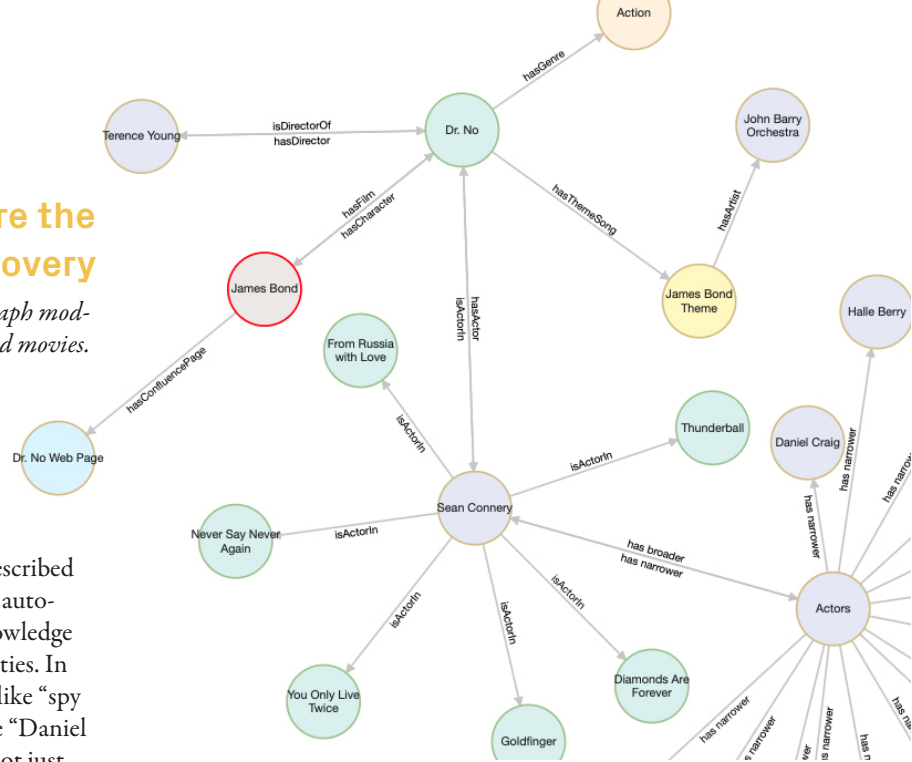 Action
hasGenre
Terence Young
isDirectorOf
hasDirector
Dr. No
John Barry
Orchestra
hasFilm
hasCharacter
hasThemeSong
hasArtist
re the
overy
aph mod-
d movies.
James Bond
James Bond
Theme
Halle Berry
hasActor
isActorIn
From Russia
with Love
hasConfluencePage
isActorIn
Thunderball
Daniel Craig
has narrower
Dr. No Web Page
isActorIn
has narrower
has narrow
Sean Connery
Never Say Never
Again
isActorIn
has broader
has narrower
escribed
auto-
owledge
ties. In
like “spy
e “Daniel
ot just
isActorIn
isActorIn
isActorIn
Actors
You Only Live
Twice
Diamonds Are
Forever
Goldfinger
has narrower
s narrower
wer
s narrower
has n
has na